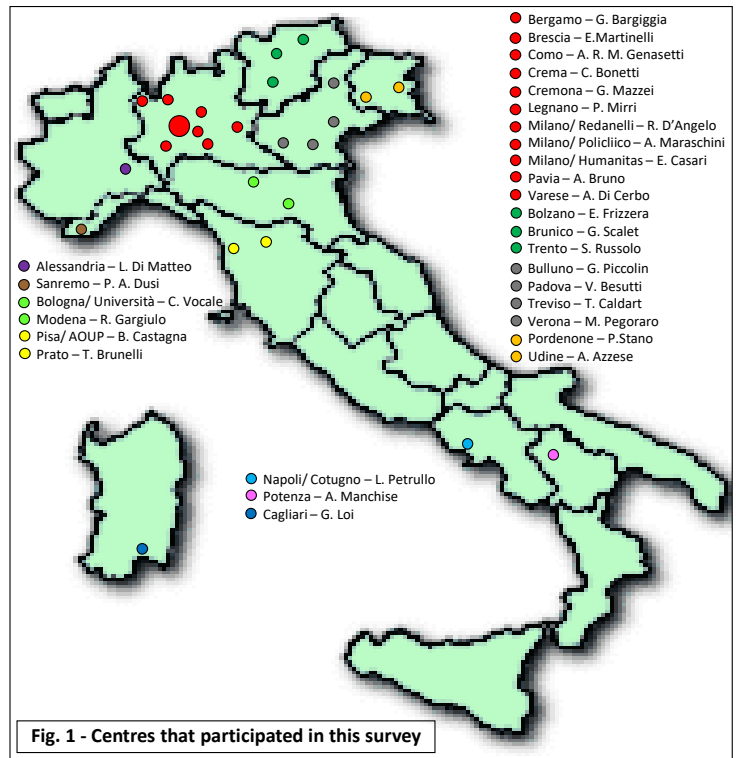 Bergamo – G. Bargiggia
Brescia – E.Martinelli
Como – A. R. M. Genasetti
Crema – C. Bonetti
Cremona – G. Mazzei
Legnano – P. Mirri
Milano/ Redanelli – R. D’Angelo
Milano/ Policliico – A. Maraschini
Milano/ Humanitas – E. Casari
Pavia – A. Bruno
Varese – A. Di Cerbo
Bolzano – E. Frizzera
Brunico – G. Scalet
Trento – S. Russolo
Bulluno – G. Piccolin
Padova – V. Besutti
Treviso – T. Caldart
Verona – M. Pegoraro
Pordenone – P.Stano
Udine – A. Azzese
Alessandria – L. Di Matteo
Sanremo – P. A. Dusi
Bologna/ Università – C. Vocale
Modena – R. Gargiulo
Pisa/ AOUP – B. Castagna
Prato – T. Brunelli
Napoli/ Cotugno – L. Petrullo
Potenza – A. Manchise
Cagliari – G. Loi
Fig. 1 - Centres that participated in this survey